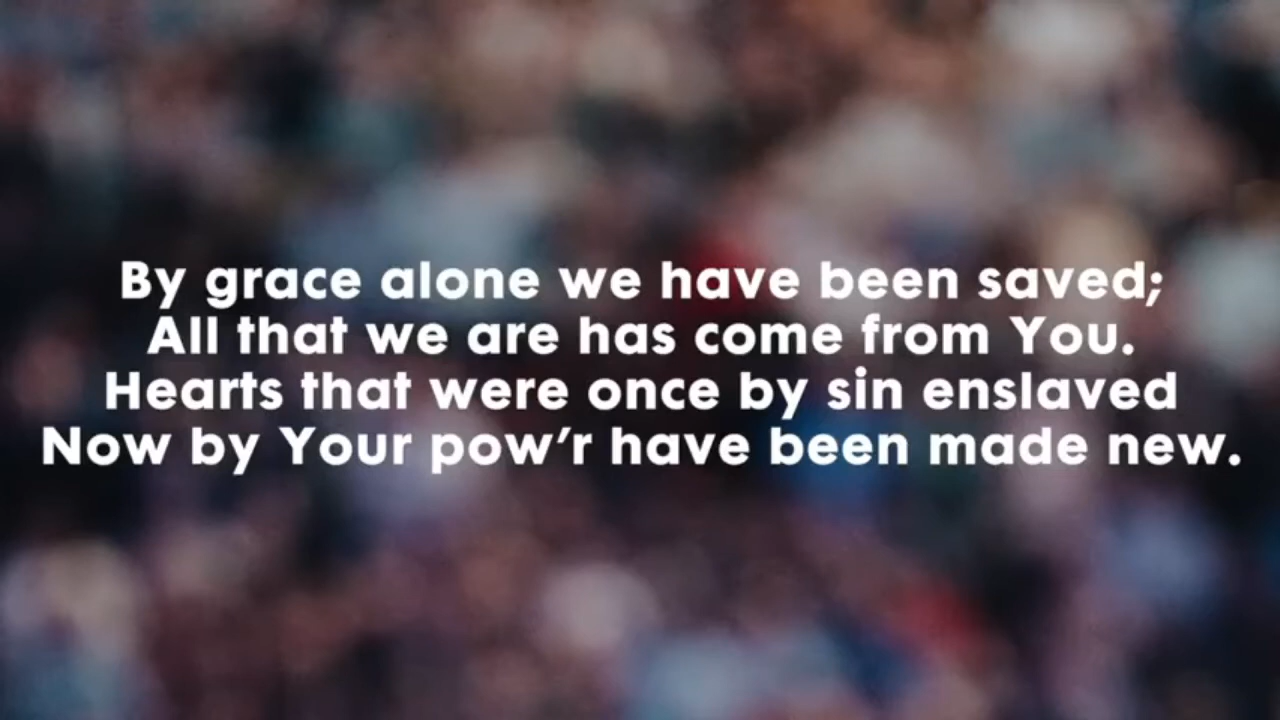 By grace alone we have been saved;
All that we are has come from You.
Hearts that were once by sin enslaved
Now by Your pow’r have been made new.